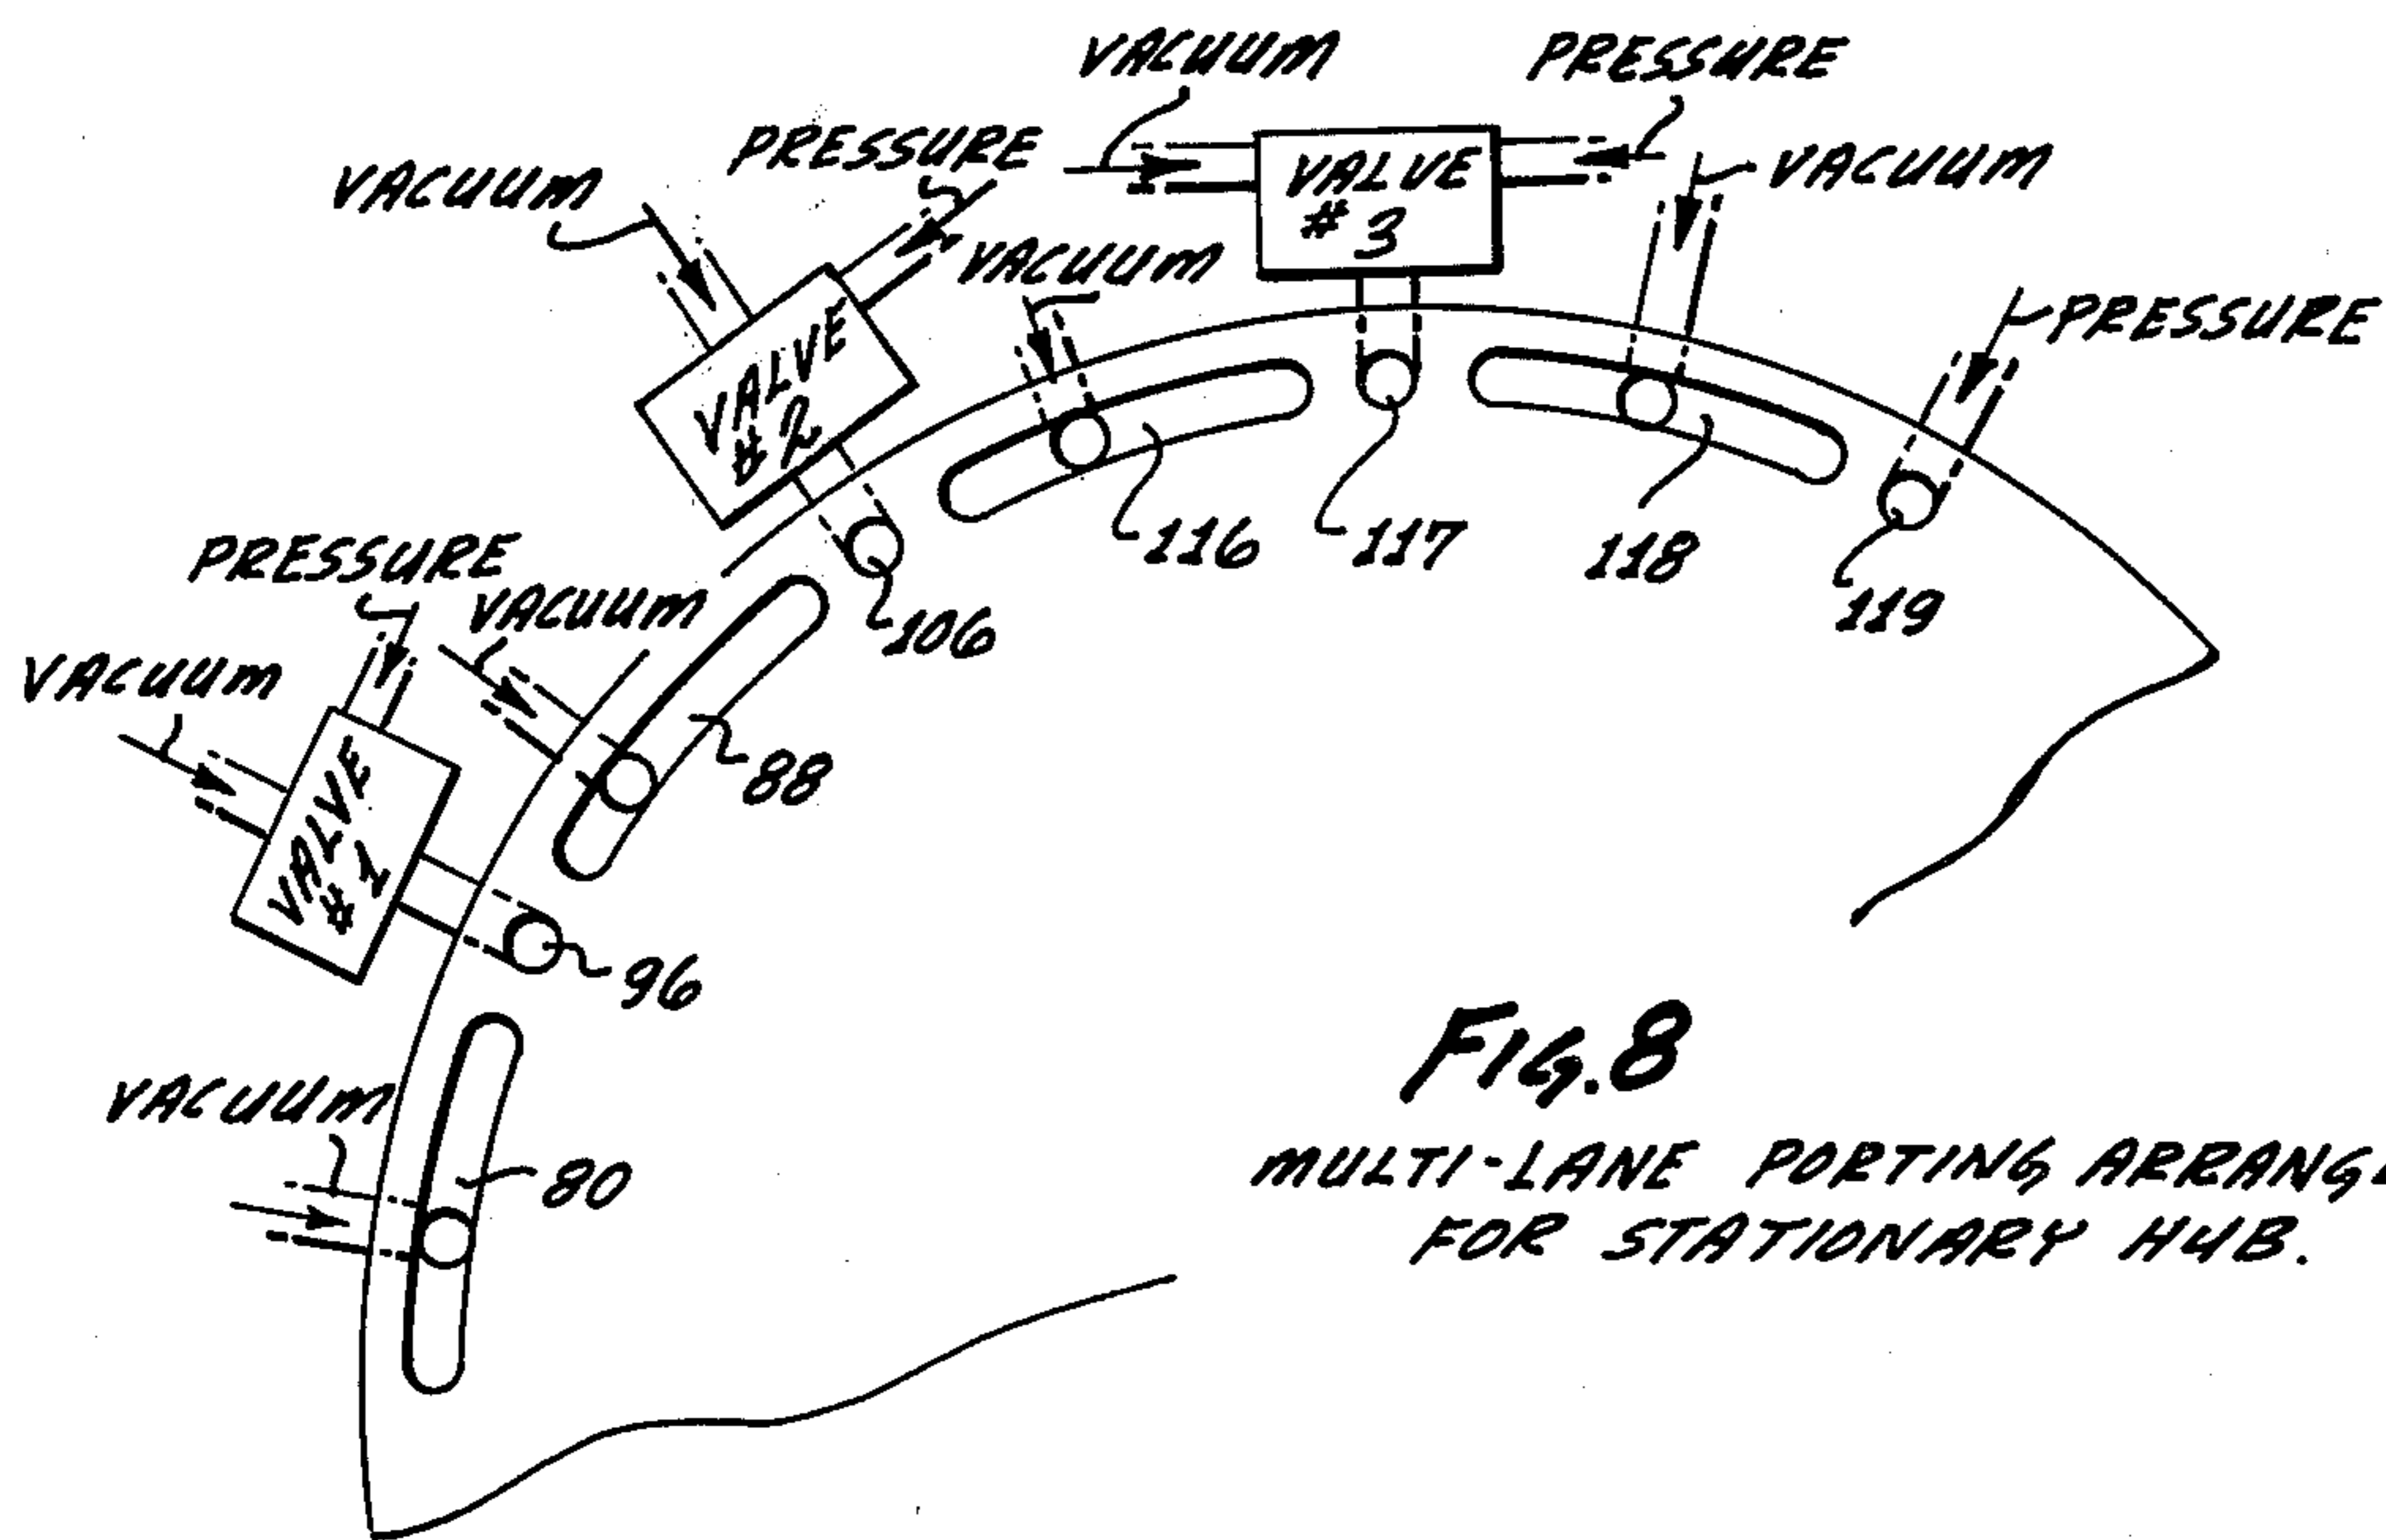 VACUUM
PRESSURE
VACUUM
PRESSURE
VACUUM
VALVE
# 3
VACUUM
VACUUM
PRESSURE
VALVE
# 2
116
117
118
119
106
PRESSURE
VACUUM
VACUUM
88
VALVE
# 1
96
VACUUM
80
FIG. 8
MULTI-LANE PORTING ARRANG
FOR STATIONARY HUB.